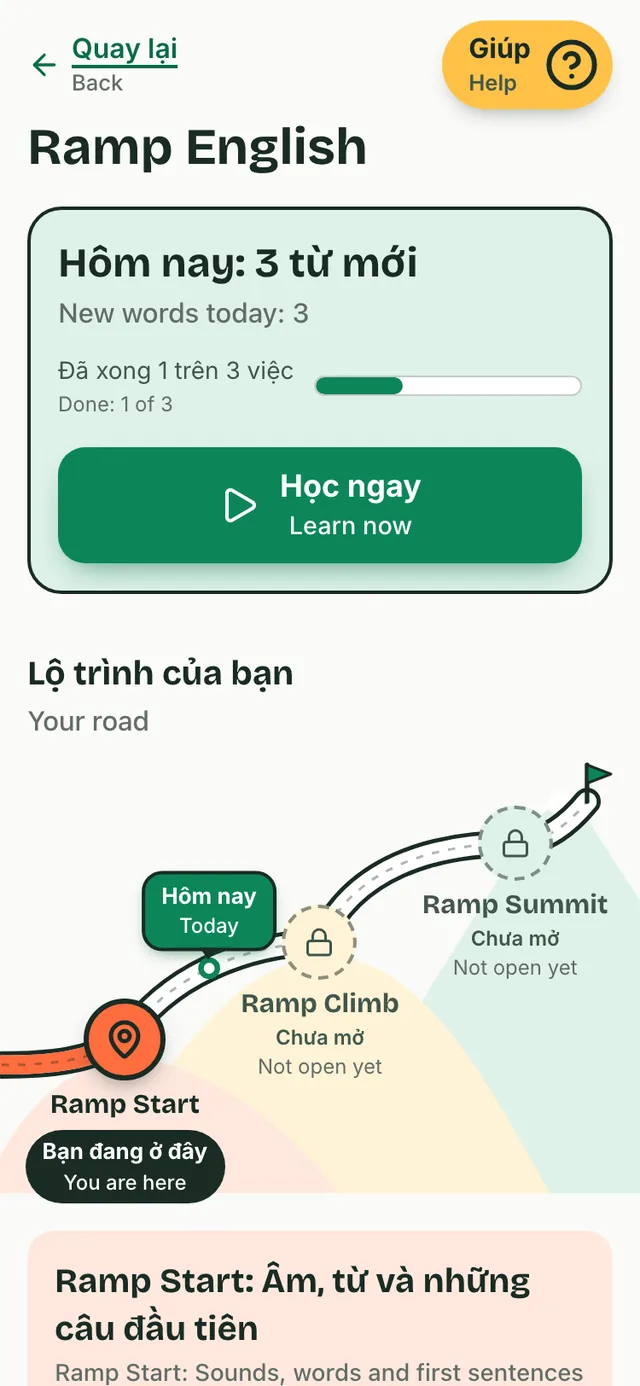 Quay lại
Back
Giúp
Help
Ramp English
Hôm nay: 3 từ mới
New words today: 3
Đã xong 1 trên 3 việc
Done: 1 of 3
Học ngay
Learn now
Lộ trình của bạn
Your road
Ramp Summit
Chưa mở
Not open yet
Hôm nay
Today
Ramp Climb
Chưa mở
Not open yet
Ramp Start
Bạn đang ở đây
You are here
Ramp Start: Âm, từ và những
câu đầu tiên
Ramp Start: Sounds, words and first sentences